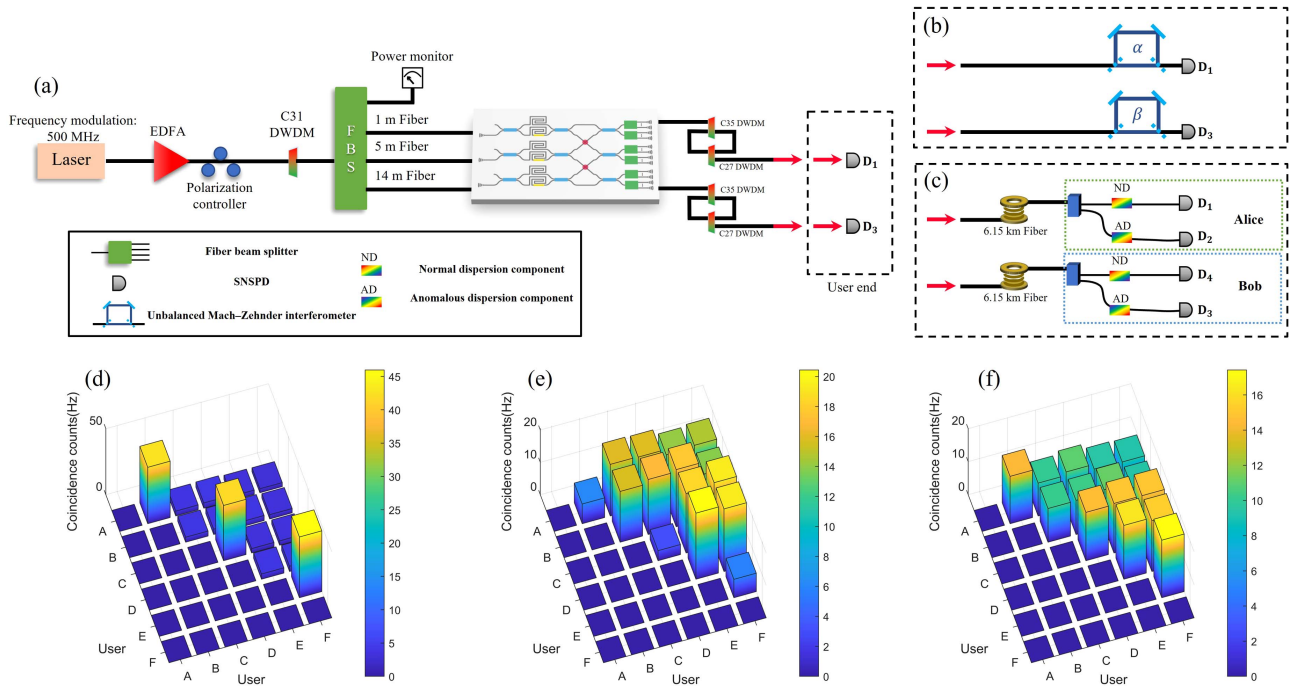 (a)
Frequency modulation:
500 MHz
Laser
EDFA
Polarization
controller
C31
DWDM
F
B
S
Power monitor
1 m Fiber
5 m Fiber
14 m Fiber
C35 DWDM
C27 DWDM
C35 DWDM
C27 DWDM
D₁
D₃
User end
Fiber beam splitter
SNSPD
Unbalanced Mach–Zehnder interferometer
ND
Normal dispersion component
AD
Anomalous dispersion component
(b)
α
D₁
β
D₃
(c)
6.15 km Fiber
ND
D₁
AD
D₂
Alice
6.15 km Fiber
ND
D₄
AD
D₃
Bob
(d)
Coincidence counts(Hz)
50
0
A
B
C
D
E
F
User
A
B
C
D
E
F
User
45
40
35
30
25
20
15
10
5
0
(e)
Coincidence counts(Hz)
20
10
0
A
B
C
D
E
F
User
A
B
C
D
E
F
User
20
18
16
14
12
10
8
6
4
2
0
(f)
Coincidence counts(Hz)
20
10
0
A
B
C
D
E
F
User
A
B
C
D
E
F
User
16
14
12
10
8
6
4
2
0